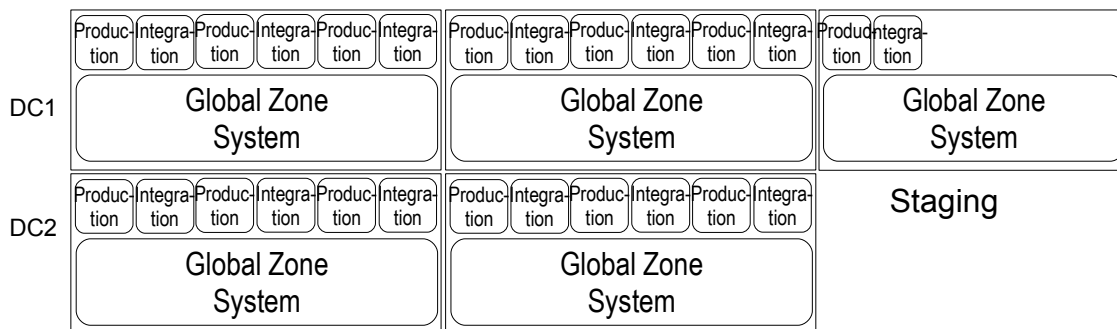 Produc-
tion
Integra-
tion
Produc-
tion
Integra-
tion
Produc-
tion
Integra-
tion
Produc-
tion
Integra-
tion
Produc-
tion
Integra-
tion
Produc-
tion
Integra-
tion
Produc-
tion
Integra-
tion
DC1
Global Zone
System
Global Zone
System
Global Zone
System
Produc-
tion
Integra-
tion
Produc-
tion
Integra-
tion
Produc-
tion
Integra-
tion
Produc-
tion
Integra-
tion
Produc-
tion
Integra-
tion
Produc-
tion
Integra-
tion
Staging
DC2
Global Zone
System
Global Zone
System